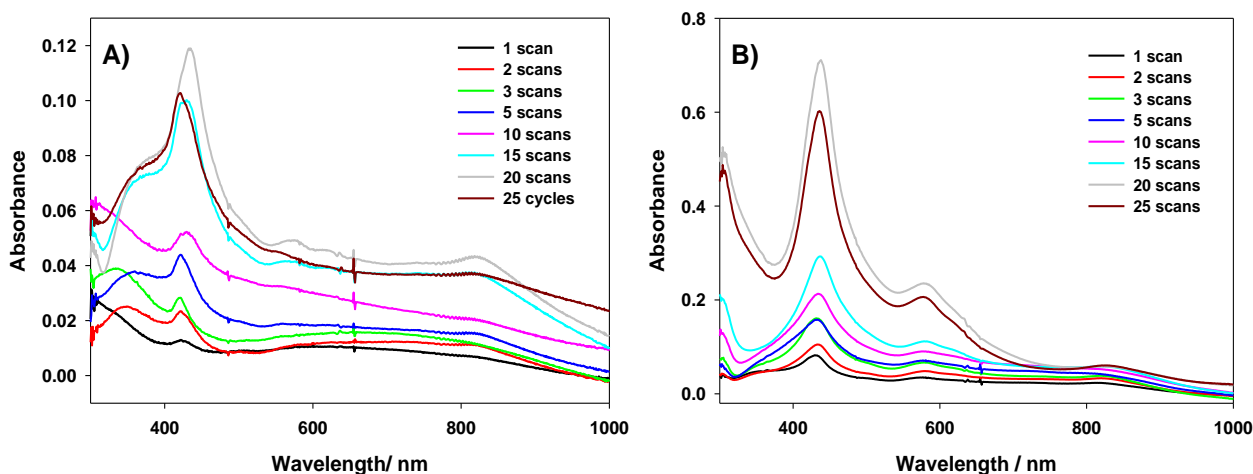 A)
1 scan
2 scans
3 scans
5 scans
10 scans
15 scans
20 scans
25 cycles
0.12
0.10
0.08
0.06
0.04
0.02
0.00
Absorbance
400 600 800 1000
Wavelength/ nm
B)
1 scan
2 scans
3 scans
5 scans
10 scans
15 scans
20 scans
25 scans
0.8
0.6
0.4
0.2
0.0
Absorbance
400 600 800 1000
Wavelength / nm